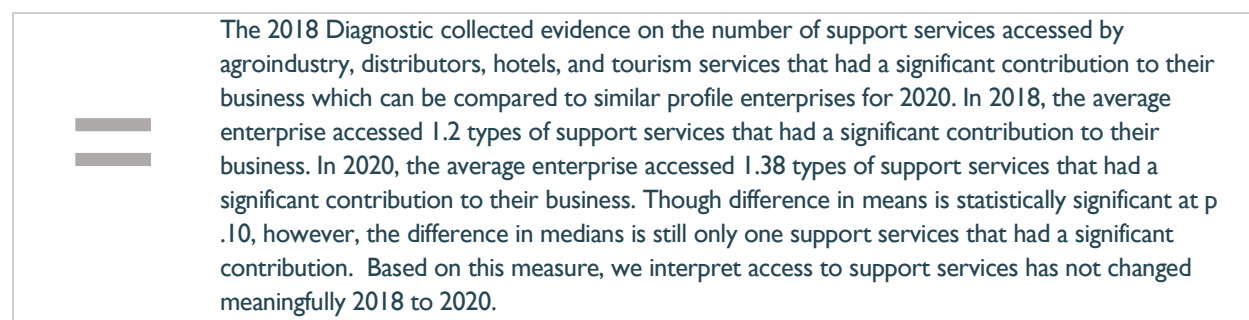 The 2018 Diagnostic collected evidence on the number of support services accessed by
agroindustry, distributors, hotels, and tourism services that had a significant contribution to their
business which can be compared to similar profile enterprises for 2020. In 2018, the average
enterprise accessed 1.2 types of support services that had a significant contribution to their
business. In 2020, the average enterprise accessed 1.38 types of support services that had a
significant contribution to their business. Though difference in means is statistically significant at p
.10, however, the difference in medians is still only one support services that had a significant
contribution.  Based on this measure, we interpret access to support services has not changed
meaningfully 2018 to 2020.